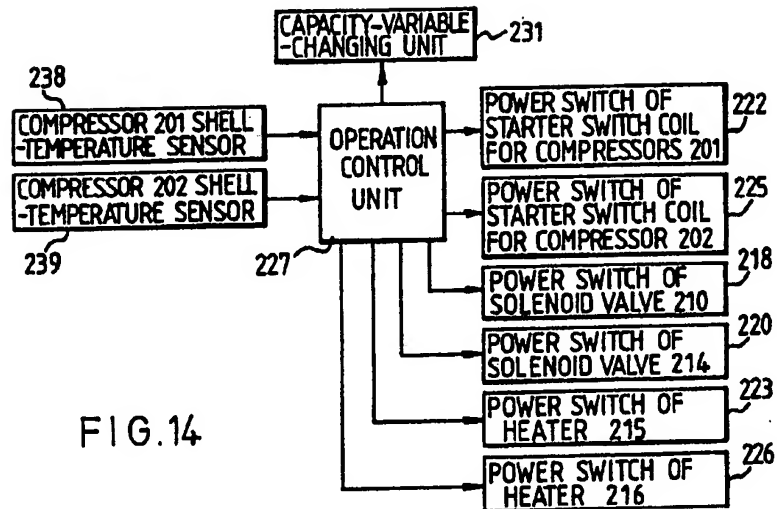 CAPACITY-VARIABLE
-CHANGING UNIT
231
238
COMPRESSOR 201 SHELL
-TEMPERATURE SENSOR
COMPRESSOR 202 SHELL
-TEMPERATURE SENSOR
239
OPERATION
CONTROL
UNIT
227
POWER SWITCH OF
STARTER SWITCH COIL
FOR COMPRESSORS 201
222
POWER SWITCH OF
STARTER SWITCH COIL
FOR COMPRESSOR 202
225
POWER SWITCH OF
SOLENOID VALVE 210
218
POWER SWITCH OF
SOLENOID VALVE 214
220
POWER SWITCH OF
HEATER 215
223
POWER SWITCH OF
HEATER 216
226
FIG.14